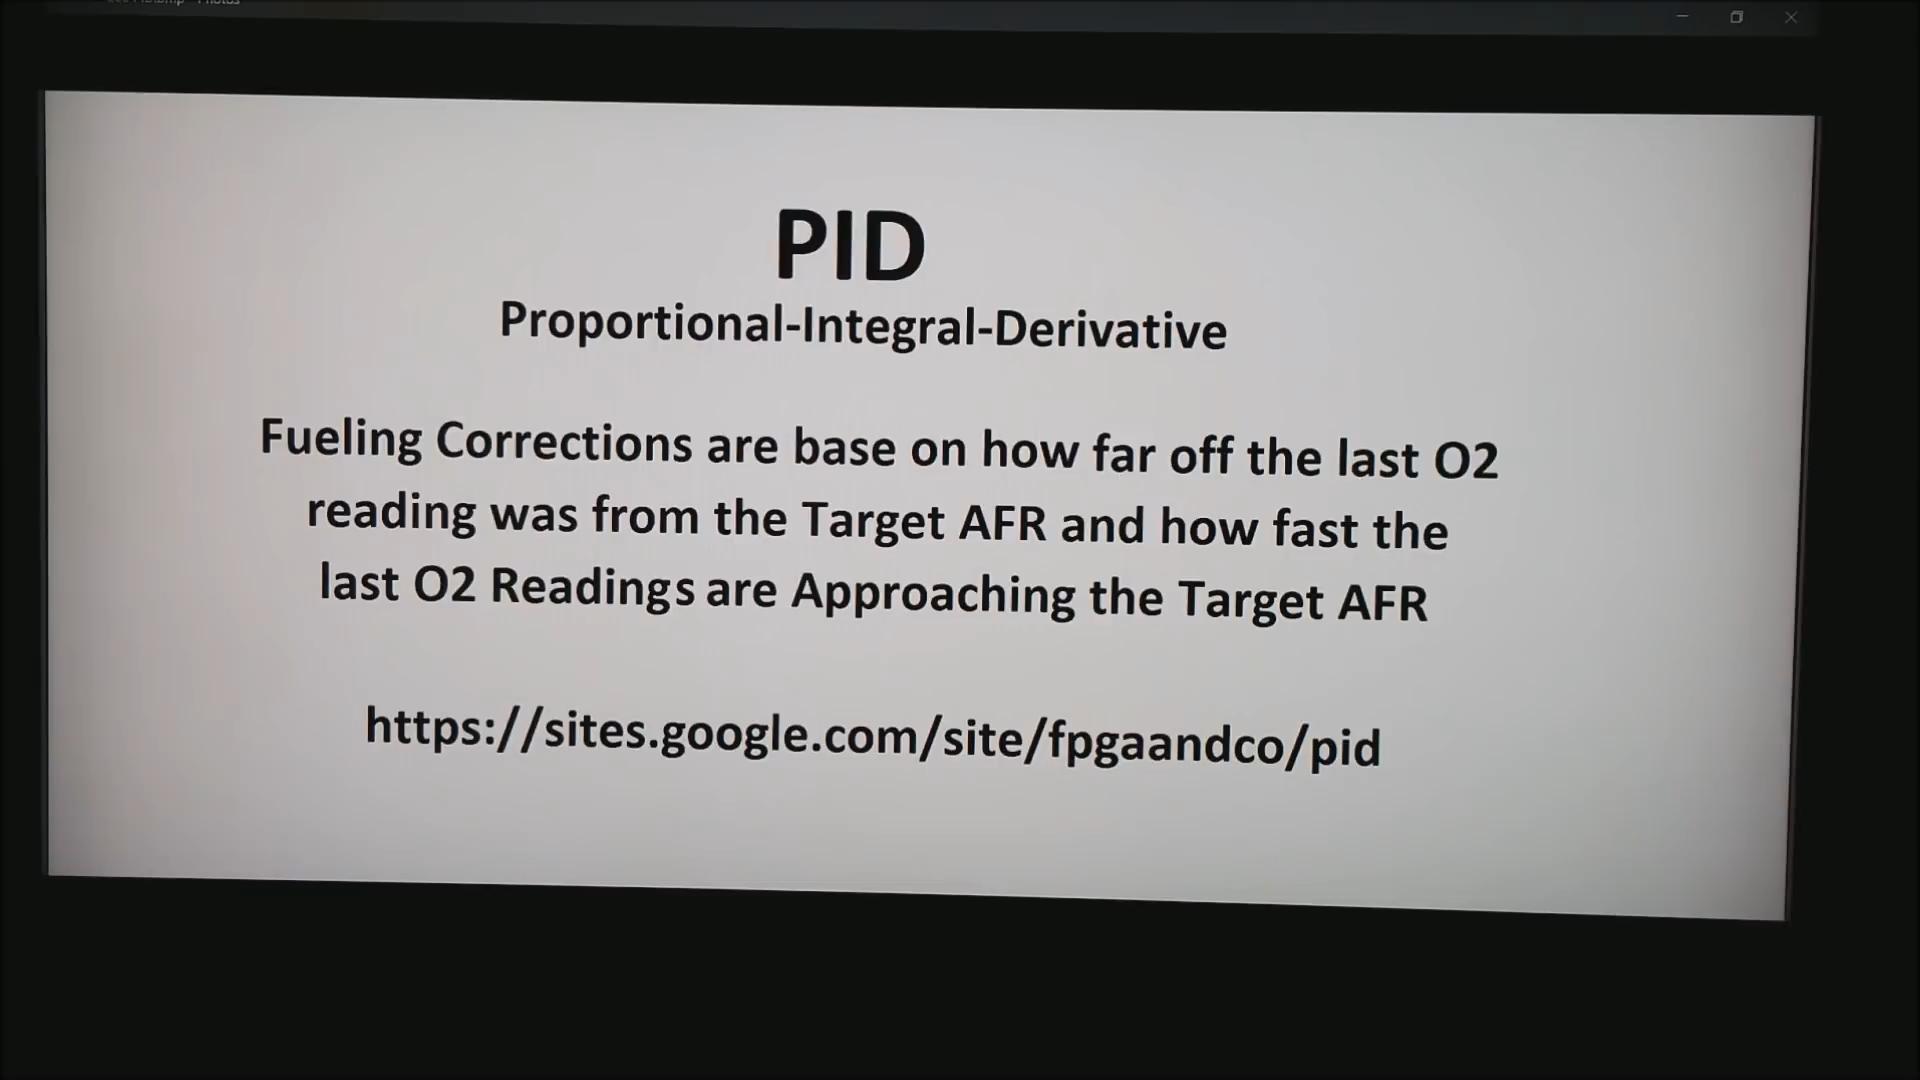 Photos
PID
Proportional-Integral-Derivative
Fueling Corrections are base on how far off the last O2
reading was from the Target AFR and how fast the
last O2 Readings are Approaching the Target AFR
https://sites.google.com/site/fpgaandco/pid